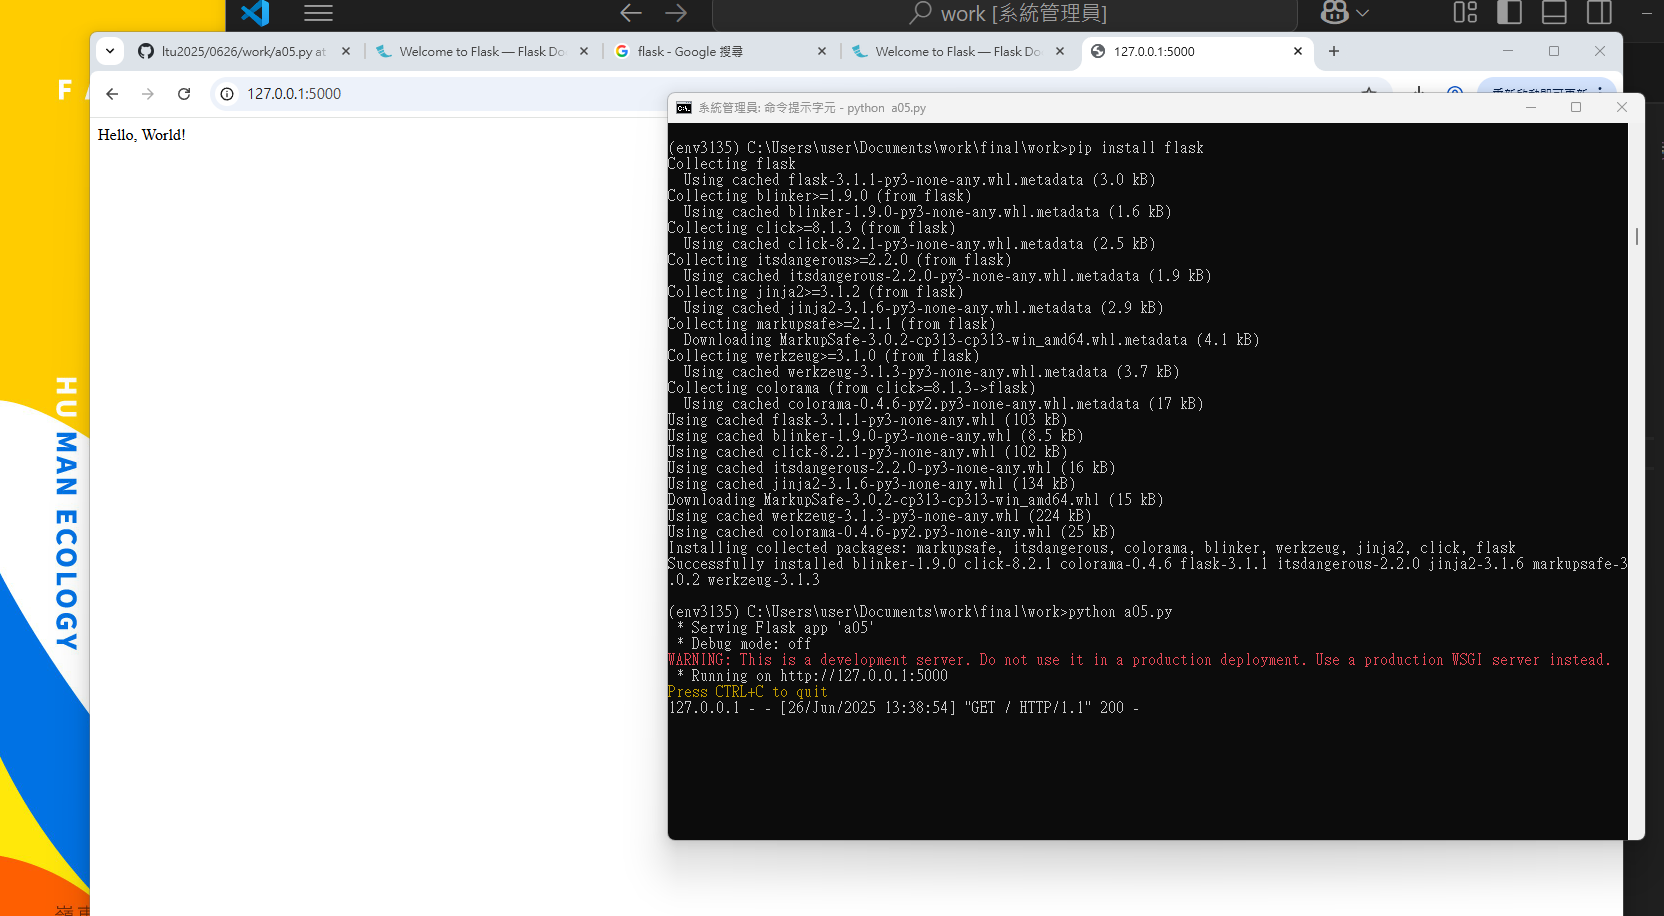 work [系統管理員]
ltu2025/0626/work/a05.py at
Welcome to Flask — Flask Do
flask - Google 搜尋
Welcome to Flask — Flask Do
127.0.0.1:5000
127.0.0.1:5000
Hello, World!
F
HUMAN ECOLOGY
系統管理員: 命令提示字元 - python  a05.py
(env3135) C:\Users\user\Documents\work\final\work>pip install flask
Collecting flask
  Using cached flask-3.1.1-py3-none-any.whl.metadata (3.0 kB)
Collecting blinker>=1.9.0 (from flask)
  Using cached blinker-1.9.0-py3-none-any.whl.metadata (1.6 kB)
Collecting click>=8.1.3 (from flask)
  Using cached click-8.2.1-py3-none-any.whl.metadata (2.5 kB)
Collecting itsdangerous>=2.2.0 (from flask)
  Using cached itsdangerous-2.2.0-py3-none-any.whl.metadata (1.9 kB)
Collecting jinja2>=3.1.2 (from flask)
  Using cached jinja2-3.1.6-py3-none-any.whl.metadata (2.9 kB)
Collecting markupsafe>=2.1.1 (from flask)
  Downloading MarkupSafe-3.0.2-cp313-cp313-win_amd64.whl.metadata (4.1 kB)
Collecting werkzeug>=3.1.0 (from flask)
  Using cached werkzeug-3.1.3-py3-none-any.whl.metadata (3.7 kB)
Collecting colorama (from click>=8.1.3->flask)
  Using cached colorama-0.4.6-py2.py3-none-any.whl.metadata (17 kB)
Using cached flask-3.1.1-py3-none-any.whl (103 kB)
Using cached blinker-1.9.0-py3-none-any.whl (8.5 kB)
Using cached click-8.2.1-py3-none-any.whl (102 kB)
Using cached itsdangerous-2.2.0-py3-none-any.whl (16 kB)
Using cached jinja2-3.1.6-py3-none-any.whl (134 kB)
Downloading MarkupSafe-3.0.2-cp313-cp313-win_amd64.whl (15 kB)
Using cached werkzeug-3.1.3-py3-none-any.whl (224 kB)
Using cached colorama-0.4.6-py2.py3-none-any.whl (25 kB)
Installing collected packages: markupsafe, itsdangerous, colorama, blinker, werkzeug, jinja2, click, flask
Successfully installed blinker-1.9.0 click-8.2.1 colorama-0.4.6 flask-3.1.1 itsdangerous-2.2.0 jinja2-3.1.6 markupsafe-3
.0.2 werkzeug-3.1.3
(env3135) C:\Users\user\Documents\work\final\work>python a05.py
 * Serving Flask app 'a05'
 * Debug mode: off
WARNING: This is a development server. Do not use it in a production deployment. Use a production WSGI server instead.
 * Running on http://127.0.0.1:5000
Press CTRL+C to quit
127.0.0.1 - - [26/Jun/2025 13:38:54] "GET / HTTP/1.1" 200 -